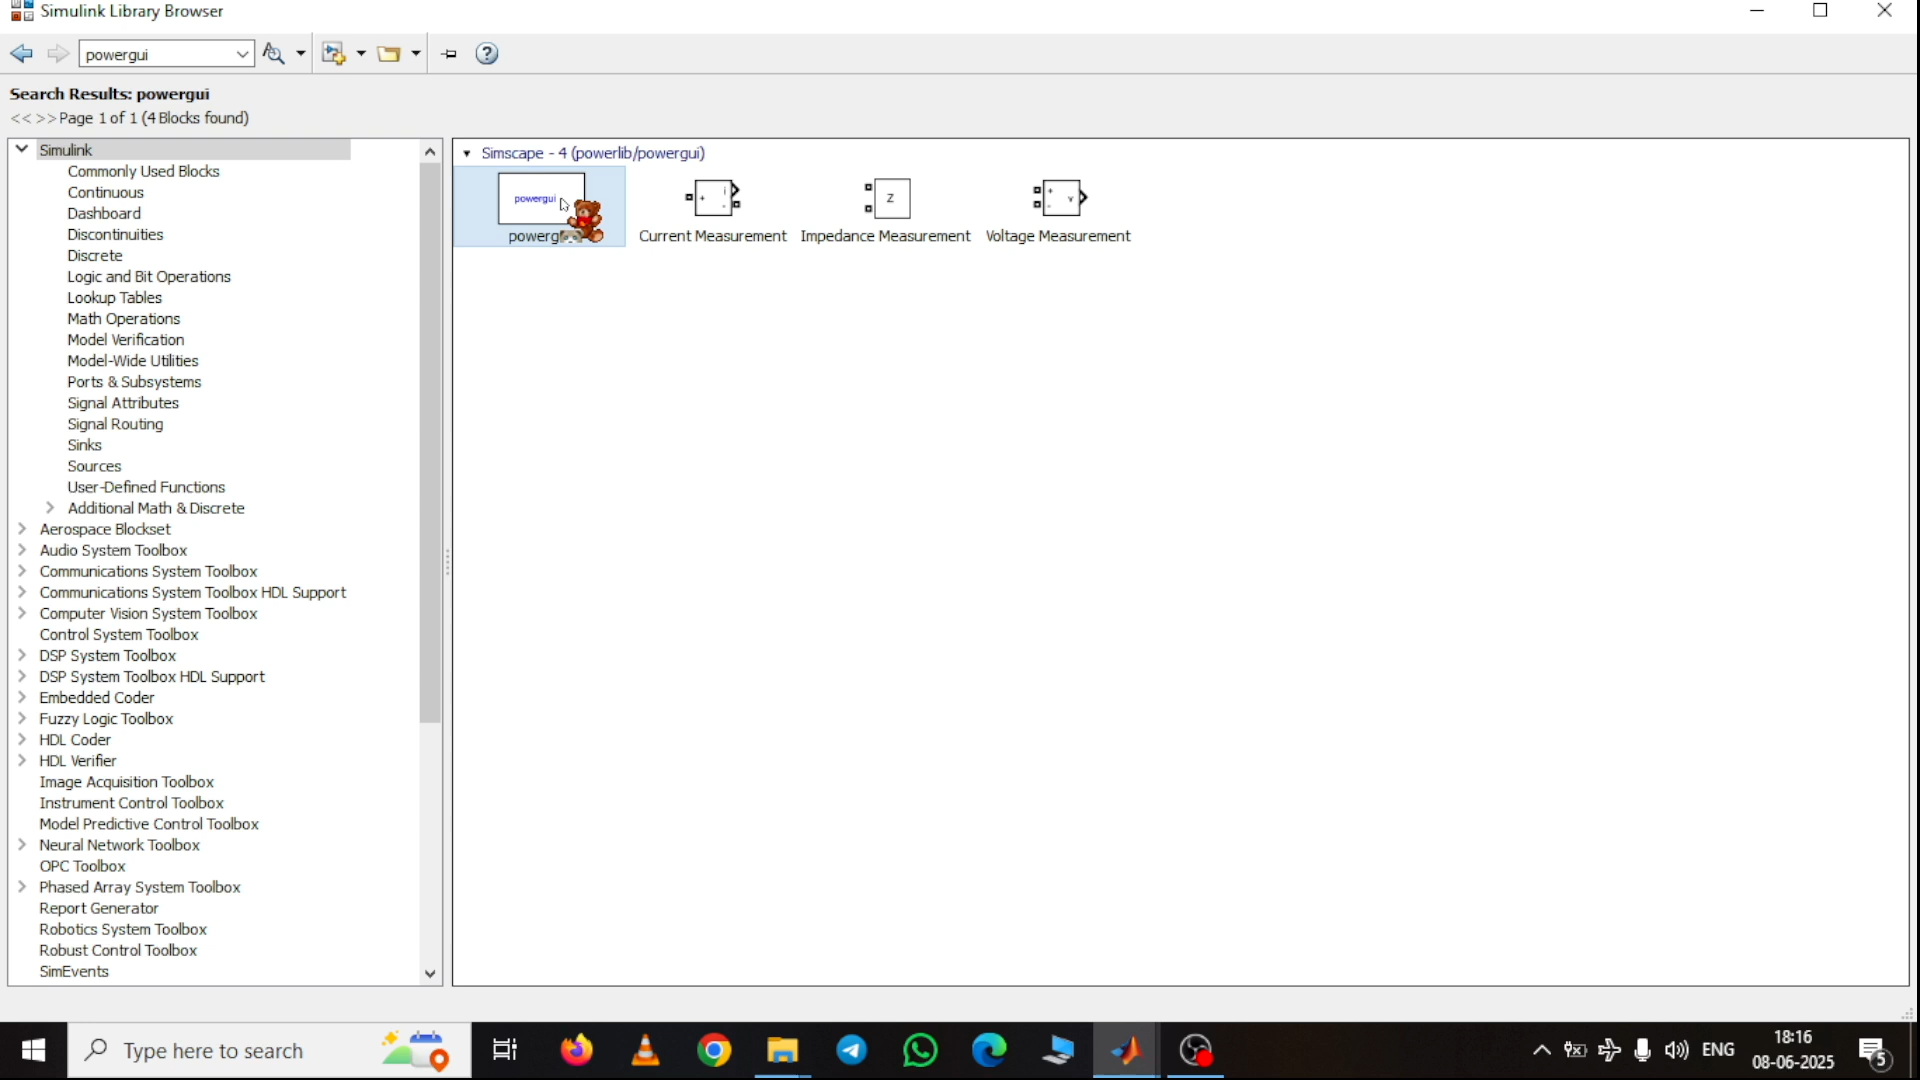 Simulink Library Browser
powergui
Search Results: powergui
<< >> Page 1 of 1 (4 Blocks found)
Simulink
Commonly Used Blocks
Continuous
Dashboard
Discontinuities
Discrete
Logic and Bit Operations
Lookup Tables
Math Operations
Model Verification
Model-Wide Utilities
Ports & Subsystems
Signal Attributes
Signal Routing
Sinks
Sources
User-Defined Functions
Additional Math & Discrete
Aerospace Blockset
Audio System Toolbox
Communications System Toolbox
Communications System Toolbox HDL Support
Computer Vision System Toolbox
Control System Toolbox
DSP System Toolbox
DSP System Toolbox HDL Support
Embedded Coder
Fuzzy Logic Toolbox
HDL Coder
HDL Verifier
Image Acquisition Toolbox
Instrument Control Toolbox
Model Predictive Control Toolbox
Neural Network Toolbox
OPC Toolbox
Phased Array System Toolbox
Report Generator
Robotics System Toolbox
Robust Control Toolbox
SimEvents
Simscape - 4 (powerlib/powergui)
powergui
i
+
-
Z
+
-
v
Current Measurement Impedance Measurement Voltage Measurement
Type here to search
ENG
18:16
08-06-2025
5